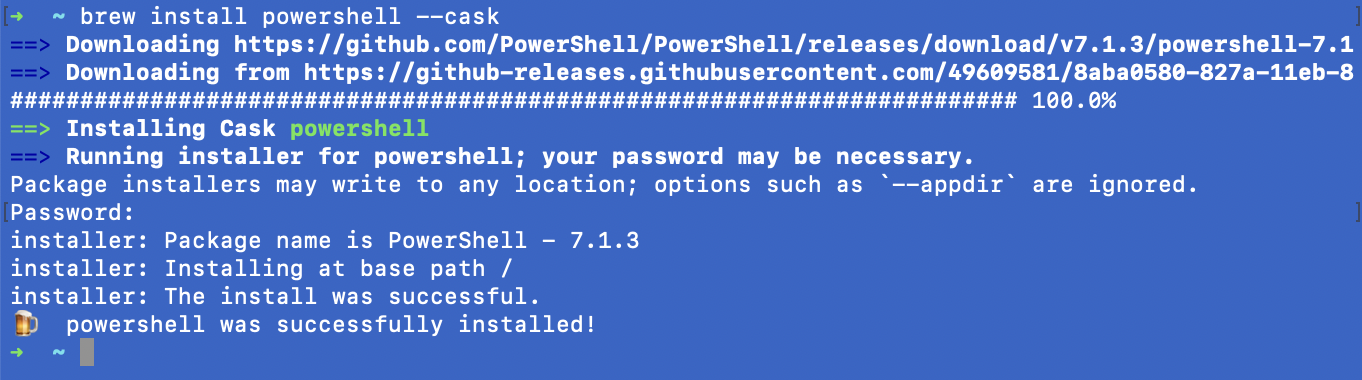 [➜  ~ brew install powershell --cask ]
==> Downloading https://github.com/PowerShell/PowerShell/releases/download/v7.1.3/powershell-7.1
==> Downloading from https://github-releases.githubusercontent.com/49609581/8aba0580-827a-11eb-8
######################################################################## 100.0%
==> Installing Cask powershell
==> Running installer for powershell; your password may be necessary.
Package installers may write to any location; options such as `--appdir` are ignored.
[Password: ]
installer: Package name is PowerShell - 7.1.3
installer: Installing at base path /
installer: The install was successful.
🍺  powershell was successfully installed!
➜  ~